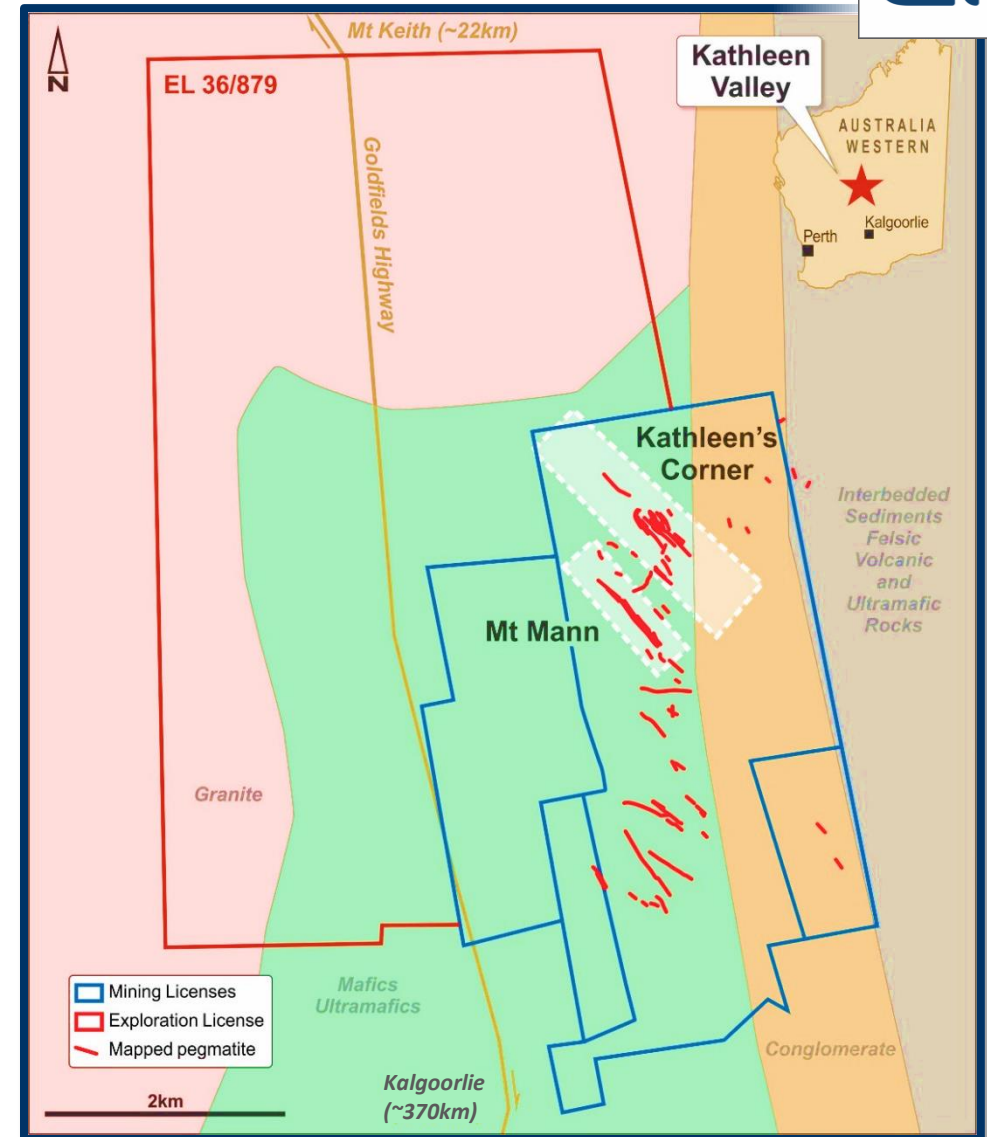 Mt Keith (~22km)
N
EL 36/879
Kathleen
Valley
AUSTRALIA
WESTERN
Perth
Kalgoorlie
Goldfields Highway
Kathleen's
Corner
Interbedded
Sediments
Felsic
Volcanic
and
Ultramafic
Rocks
Mt Mann
Granite
Mining Licenses
Exploration License
Mapped pegmatite
Mafics
Ultramafics
Conglomerate
2km
Kalgoorlie
(~370km)